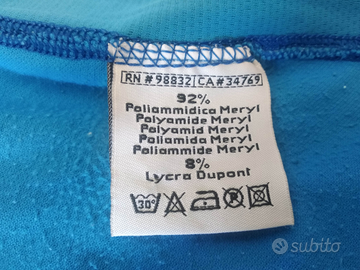 RN #98832 CA#34769
92%
Poliammidica Meryl
Polyamide Meryl
Polyamid Meryl
Poliamida Meryl
Poliammide Meryl
8%
Lycra Dupont
30°
subito